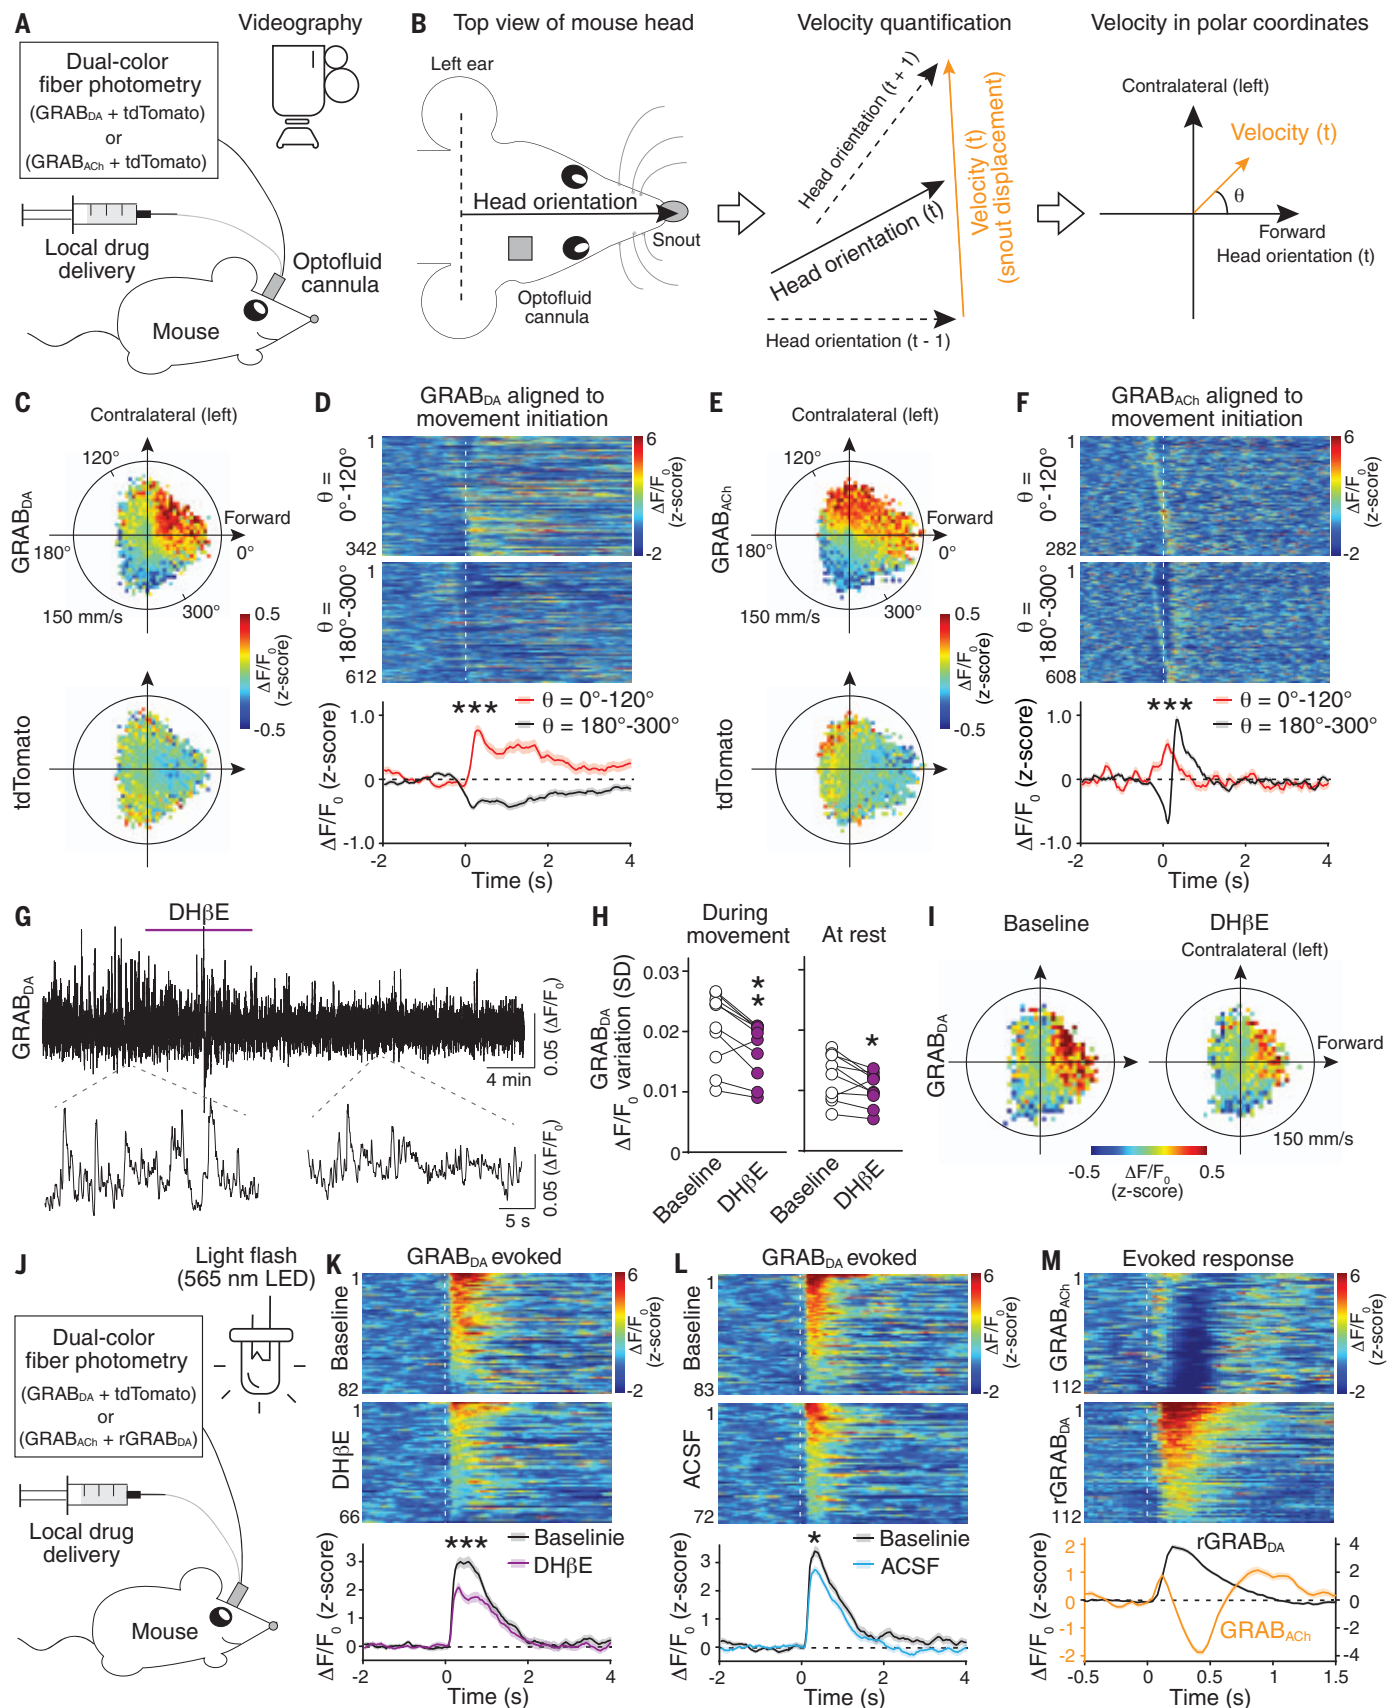 A
Videography
Dual-color
fiber photometry
(GRABDA + tdTomato)
or
(GRABACh + tdTomato)
Local drug
delivery
Optofluid
cannula
Mouse
B
Top view of mouse head
Left ear
Head orientation
Snout
Optofluid
cannula
Velocity quantification
Head orientation (t + 1)
Head orientation (t)
Velocity (t)
(snout displacement)
Head orientation (t - 1)
Velocity in polar coordinates
Contralateral (left)
Velocity (t)
θ
Forward
Head orientation (t)
C
Contralateral (left)
120°
GRABDA
Forward
180°
0°
150 mm/s
300°
0.5
ΔF/F0
(z-score)
-0.5
tdTomato
D
GRABDA aligned to
movement initiation
θ =
0°-120°
1
342
6
ΔF/F0
(z-score)
-2
θ =
180°-300°
1
612
***
θ = 0°-120°
θ = 180°-300°
ΔF/F0 (z-score)
1.0
0
-1.0
-2
0
2
4
Time (s)
E
Contralateral (left)
120°
GRABACh
Forward
180°
0°
150 mm/s
300°
0.5
ΔF/F0
(z-score)
-0.5
tdTomato
F
GRABACh aligned to
movement initiation
θ =
0°-120°
1
282
6
ΔF/F0
(z-score)
-2
θ =
180°-300°
1
608
***
θ = 0°-120°
θ = 180°-300°
ΔF/F0 (z-score)
1.0
0
-1.0
-2
0
2
4
Time (s)
G
DHβE
GRABDA
0.05 (ΔF/F0)
4 min
0.05 (ΔF/F0)
5 s
H
During
movement
At rest
GRABDA
ΔF/F0 variation (SD)
0.03
0.02
0.01
0
*
*
*
Baseline
DHβE
Baseline
DHβE
I
Baseline
DHβE
Contralateral (left)
GRABDA
Forward
150 mm/s
-0.5
ΔF/F0
(z-score)
0.5
J
Light flash
(565 nm LED)
Dual-color
fiber photometry
(GRABDA + tdTomato)
or
(GRABACh + rGRABDA)
Local drug
delivery
Mouse
K
GRABDA evoked
Baseline
1
82
6
ΔF/F0
(z-score)
-2
DHβE
1
66
***
Baselinie
DHβE
ΔF/F0 (z-score)
3
2
1
0
-2
0
2
4
Time (s)
L
GRABDA evoked
Baseline
1
83
6
ΔF/F0
(z-score)
-2
ACSF
1
72
*
Baselinie
ACSF
ΔF/F0 (z-score)
3
2
1
0
-2
0
2
4
Time (s)
M
Evoked response
GRABACh
1
112
6
ΔF/F0
(z-score)
-2
rGRABDA
1
112
ΔF/F0 (z-score)
2
1
0
-1
-2
rGRABDA
GRABACh
4
2
0
-2
-4
-0.5
0
0.5
1
1.5
Time (s)